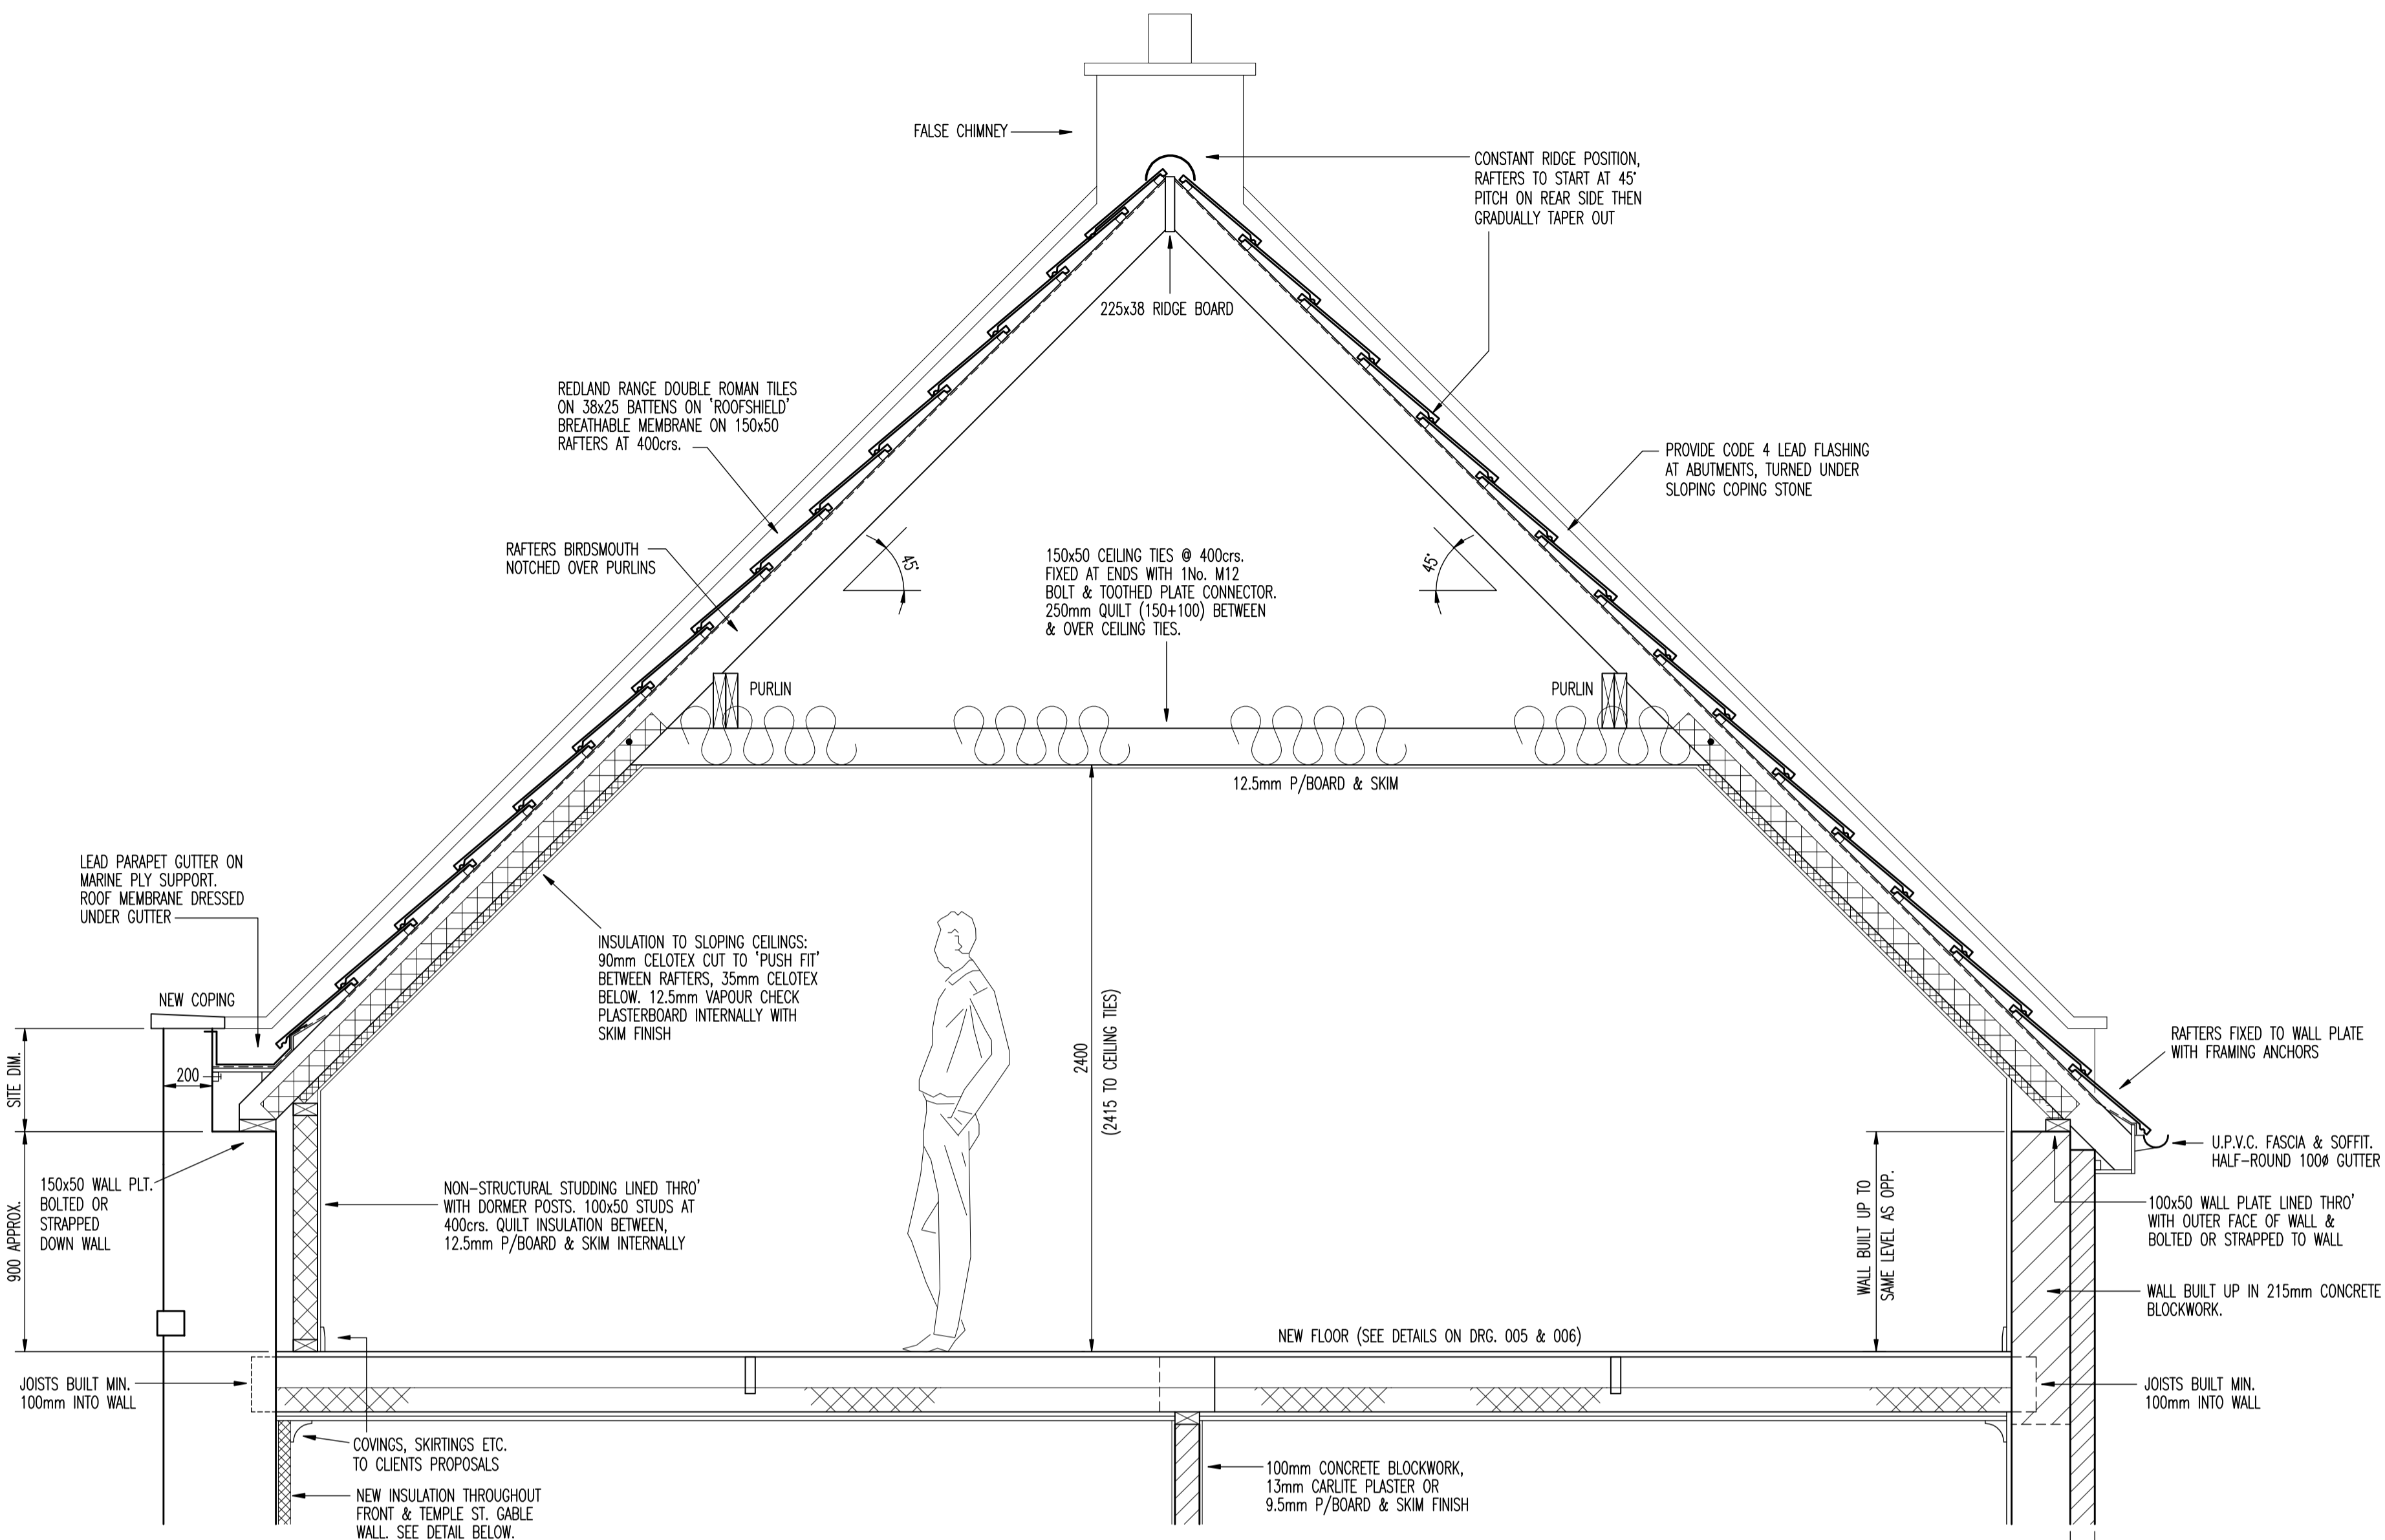 FALSE CHIMNEY
CONSTANT RIDGE POSITION,
RAFTERS TO START AT 45°
PITCH ON REAR SIDE THEN
GRADUALLY TAPER OUT
225x38 RIDGE BOARD
REDLAND RANGE DOUBLE ROMAN TILES
ON 38x25 BATTENS ON 'ROOFSHIELD'
BREATHABLE MEMBRANE ON 150x50
RAFTERS AT 400crs.
PROVIDE CODE 4 LEAD FLASHING
AT ABUTMENTS, TURNED UNDER
SLOPING COPING STONE
RAFTERS BIRDSMOUTH
NOTCHED OVER PURLINS
45°
150x50 CEILING TIES @ 400crs.
FIXED AT ENDS WITH 1No. M12
BOLT & TOOTHED PLATE CONNECTOR.
250mm QUILT (150+100) BETWEEN
& OVER CEILING TIES.
45°
PURLIN
PURLIN
12.5mm P/BOARD & SKIM
LEAD PARAPET GUTTER ON
MARINE PLY SUPPORT.
ROOF MEMBRANE DRESSED
UNDER GUTTER
INSULATION TO SLOPING CEILINGS:
90mm CELOTEX CUT TO 'PUSH FIT'
BETWEEN RAFTERS, 35mm CELOTEX
BELOW. 12.5mm VAPOUR CHECK
PLASTERBOARD INTERNALLY WITH
SKIM FINISH
NEW COPING
SITE DIM.
200
2400
(2415 TO CEILING TIES)
RAFTERS FIXED TO WALL PLATE
WITH FRAMING ANCHORS
U.P.V.C. FASCIA & SOFFIT.
HALF-ROUND 100ø GUTTER
900 APPROX.
150x50 WALL PLT.
BOLTED OR
STRAPPED
DOWN WALL
NON-STRUCTURAL STUDDING LINED THRO'
WITH DORMER POSTS. 100x50 STUDS AT
400crs. QUILT INSULATION BETWEEN,
12.5mm P/BOARD & SKIM INTERNALLY
WALL BUILT UP TO
SAME LEVEL AS OPP.
100x50 WALL PLATE LINED THRO'
WITH OUTER FACE OF WALL &
BOLTED OR STRAPPED TO WALL
WALL BUILT UP IN 215mm CONCRETE
BLOCKWORK.
NEW FLOOR (SEE DETAILS ON DRG. 005 & 006)
JOISTS BUILT MIN.
100mm INTO WALL
JOISTS BUILT MIN.
100mm INTO WALL
COVINGS, SKIRTINGS ETC.
TO CLIENTS PROPOSALS
100mm CONCRETE BLOCKWORK,
13mm CARLITE PLASTER OR
9.5mm P/BOARD & SKIM FINISH
NEW INSULATION THROUGHOUT
FRONT & TEMPLE ST. GABLE
WALL. SEE DETAIL BELOW.